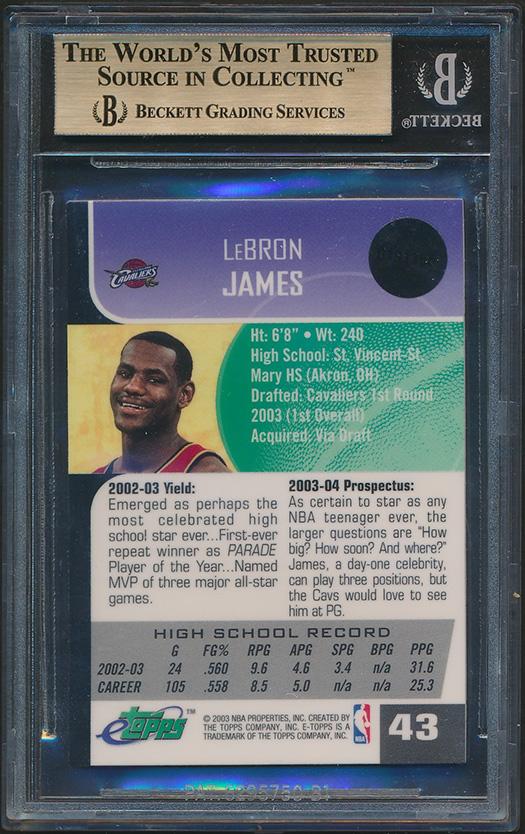 THE WORLD'S MOST TRUSTED
SOURCE IN COLLECTING™
B BECKETT GRADING SERVICES
B
BECKETT®
LEBRON
JAMES
CAVALIERS
Ht: 6'8" • Wt: 240
High School: St. Vincent-St.
Mary HS (Akron, OH)
Drafted: Cavaliers 1st Round
2003 (1st Overall)
Acquired: Via Draft
2002-03 Yield:
Emerged as perhaps the
most celebrated high
school star ever...First-ever
repeat winner as PARADE
Player of the Year...Named
MVP of three major all-star
games.
2003-04 Prospectus:
As certain to star as any
NBA teenager ever, the
larger questions are "How
big? How soon? And where?"
James, a day-one celebrity,
can play three positions, but
the Cavs would love to see
him at PG.
HIGH SCHOOL RECORD
G FG% RPG APG SPG BPG PPG
2002-03 24 .560 9.6 4.6 3.4 n/a 31.6
CAREER 105 .558 8.5 5.0 n/a n/a 25.3
eTopps™
© 2003 NBA PROPERTIES, INC. CREATED BY
THE TOPPS COMPANY, INC. E-TOPPS IS A
TRADEMARK OF THE TOPPS COMPANY, INC.
NBA
43